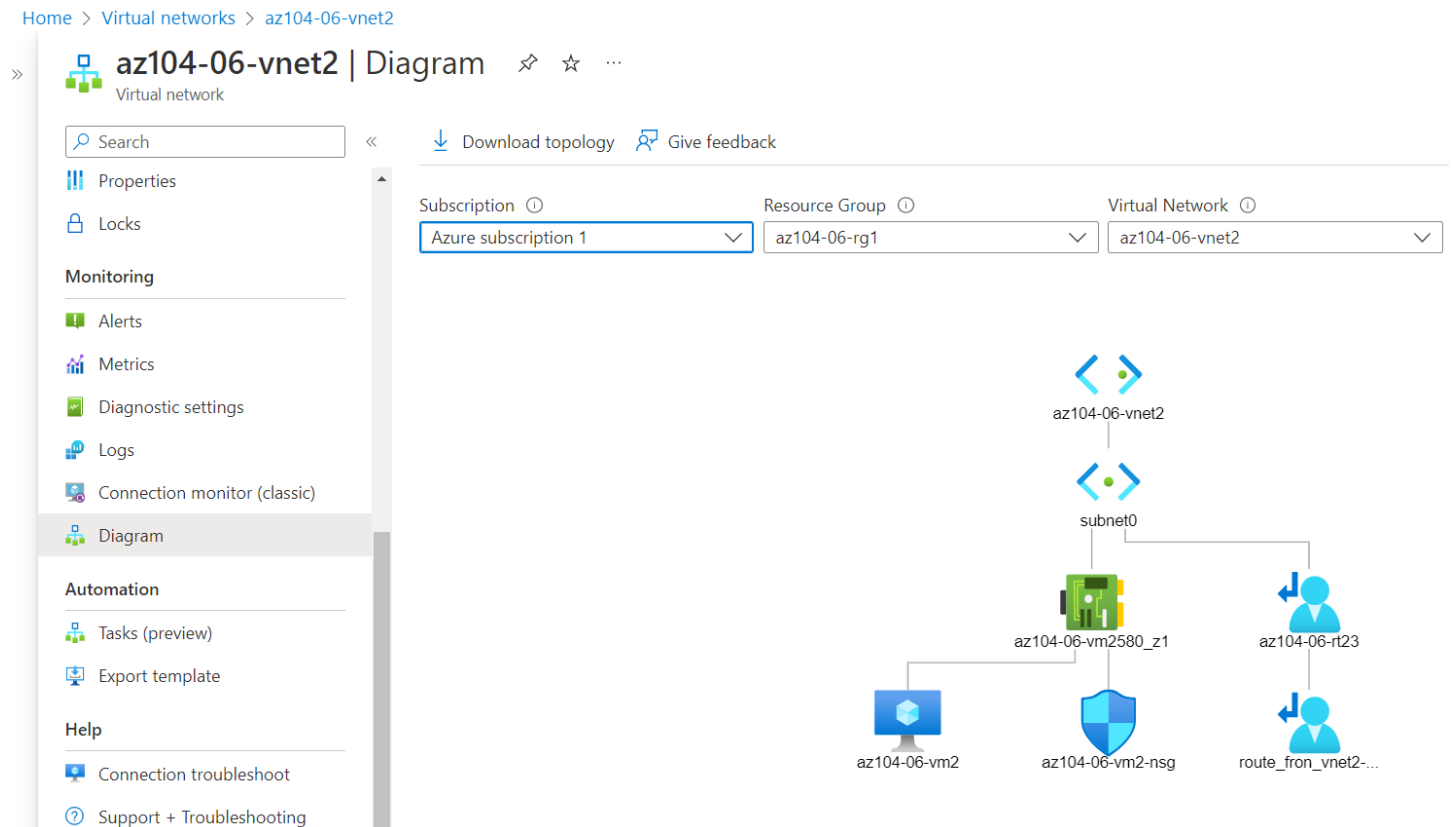 Home > Virtual networks > az104-06-vnet2
az104-06-vnet2 | Diagram
Virtual network
Search
Properties
Locks
Monitoring
Alerts
Metrics
Diagnostic settings
Logs
Connection monitor (classic)
Diagram
Automation
Tasks (preview)
Export template
Help
Connection troubleshoot
Support + Troubleshooting
Download topology Give feedback
Subscription Resource Group Virtual Network
Azure subscription 1 az104-06-rg1 az104-06-vnet2
az104-06-vnet2
subnet0
az104-06-vm2580_z1 az104-06-rt23
az104-06-vm2 az104-06-vm2-nsg route_fron_vnet2-...